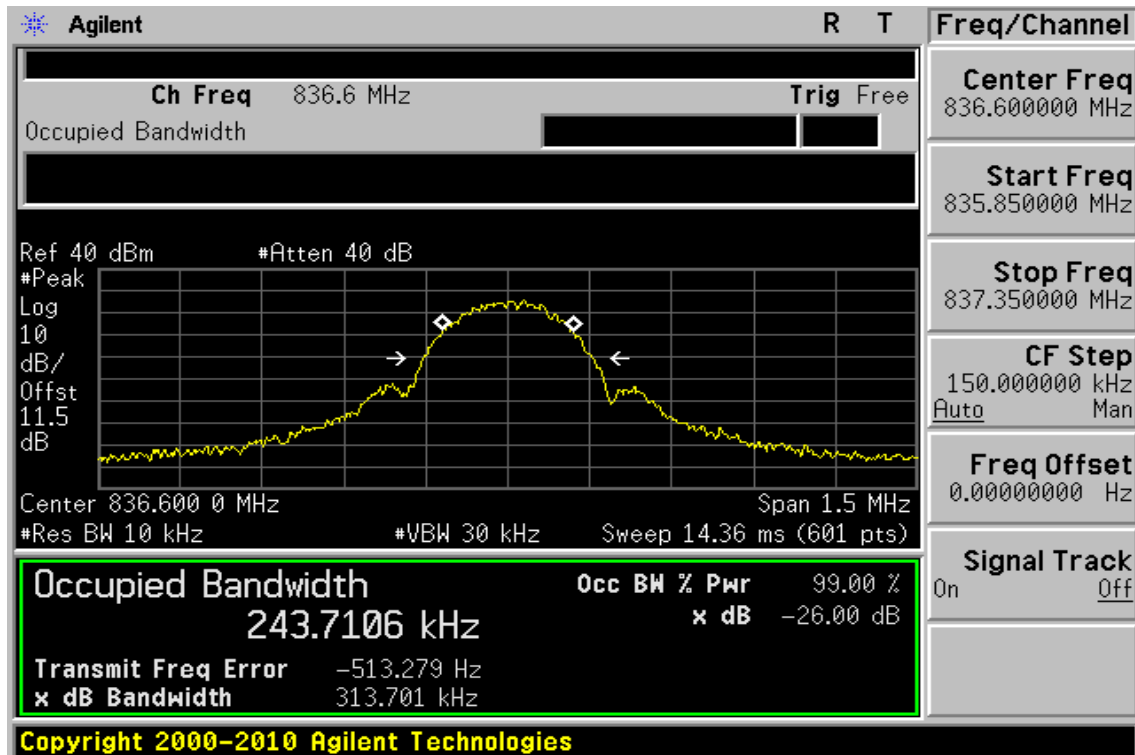 Agilent R T
Ch Freq 836.6 MHz Trig Free
Occupied Bandwidth
Ref 40 dBm #Atten 40 dB
#Peak
Log
10
dB/
Offst
11.5
dB
Center 836.600 0 MHz Span 1.5 MHz
#Res BW 10 kHz #VBW 30 kHz Sweep 14.36 ms (601 pts)
Occupied Bandwidth Occ BW % Pwr 99.00 %
243.7106 kHz x dB -26.00 dB
Transmit Freq Error -513.279 Hz
x dB Bandwidth 313.701 kHz
Copyright 2000-2010 Agilent Technologies
Freq/Channel
Center Freq
836.600000 MHz
Start Freq
835.850000 MHz
Stop Freq
837.350000 MHz
CF Step
150.000000 kHz
Auto Man
Freq Offset
0.00000000 Hz
Signal Track
On Off